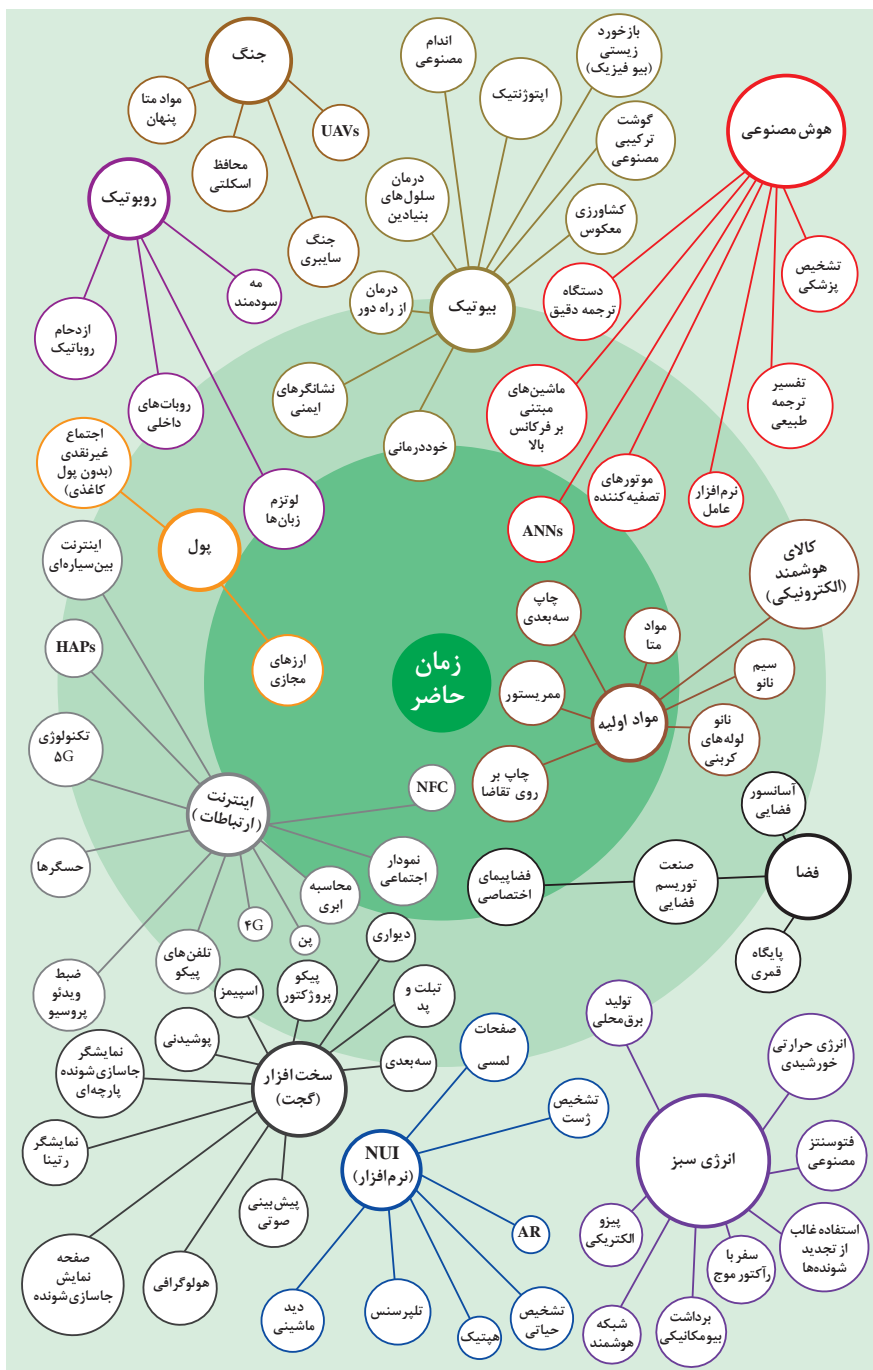 جنگ
مواد متا
پنهان
محافظ
اسکلتی
جنگ
سایبری
UAVs
روبوتیک
ازدحام
روباتیک
روبات‌های
داخلی
لوتزم
زبان‌ها
مه
سودمند
بیوتیک
اندام
مصنوعی
اپتوژنتیک
بازخورد
زیستی
(بیو فیزیک)
گوشت
ترکیبی
مصنوعی
کشاورزی
معکوس
درمان
سلول‌های
بنیادین
درمان
از راه دور
نشانگرهای
ایمنی
خوددرمانی
هوش مصنوعی
تشخیص
پزشکی
تفسیر
ترجمه
طبیعی
نرم‌افزار
عامل
موتورهای
تصفیه‌کننده
ANNs
ماشین‌های
مبتنی
بر فرکانس
بالا
دستگاه
ترجمه دقیق
پول
اجتماع
غیرنقدی
(بدون پول
کاغذی)
ارزهای
مجازی
زمان
حاضر
مواد اولیه
چاپ
سه‌بعدی
مواد
متا
کالای
هوشمند
(الکترونیکی)
سیم
نانو
نانو
لوله‌های
کربنی
ممریستور
چاپ بر
روی تقاضا
اینترنت
(ارتباطات)
اینترنت
بین‌سیاره‌ای
HAPs
تکنولوژی
۵G
حسگرها
ضبط
ویدئو
پروسیو
تلفن‌های
پیکو
۴G
پن
محاسبه
ابری
نمودار
اجتماعی
NFC
فضا
آسانسور
فضایی
صنعت
توریسم
فضایی
فضاپیمای
اختصاصی
پایگاه
قمری
سخت‌افزار
(گجت)
دیواری
پیکو
پروژکتور
اسپیمز
پوشیدنی
نمایشگر
جاسازی‌شونده
پارچه‌ای
نمایشگر
رتینا
صفحه
نمایش
جاسازی‌شونده
هولوگرافی
پیش‌بینی
صوتی
سه‌بعدی
تبلت و
پد
NUI
(نرم‌افزار)
صفحات
لمسی
تشخیص
ژست
AR
تشخیص
حیاتی
هپتیک
تلپرسنس
دید
ماشینی
انرژی سبز
تولید
برق‌محلی
انرژی حرارتی
خورشیدی
فتوسنتز
مصنوعی
استفاده غالب
از تجدید
شونده‌ها
سفر با
رآکتور موج
برداشت
بیومکانیکی
شبکه
هوشمند
پیزو
الکتریکی